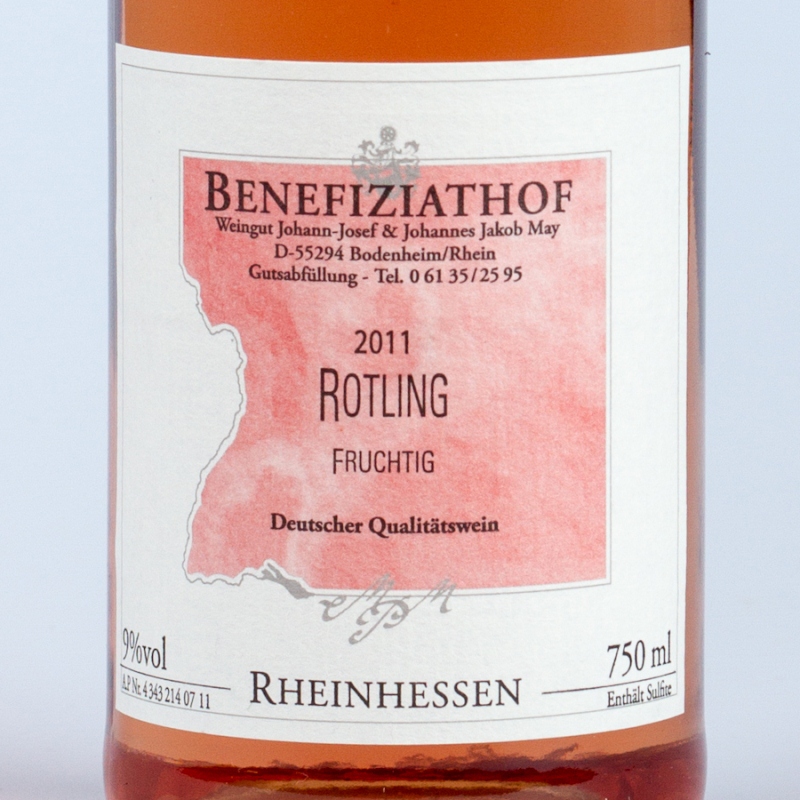 BENEFIZIATHOF
Weingut Johann-Josef & Johannes Jakob May
D-55294 Bodenheim/Rhein
Gutsabfüllung - Tel. 0 61 35/25 95
2011
ROTLING
FRUCHTIG
Deutscher Qualitätswein
9%vol
A.P Nr. 4 343 214 07 11
RHEINHESSEN
750 ml
Enthält Sulfite